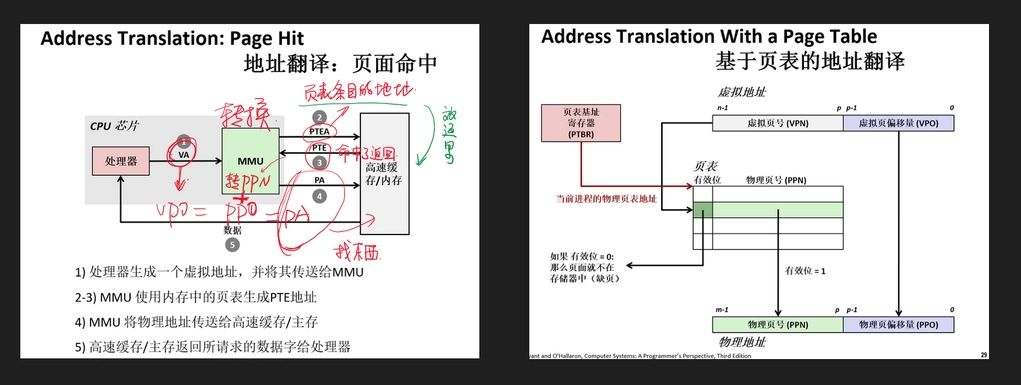 Address Translation: Page Hit
地址翻译：页面命中
页表条目的地址
转换
放这里
CPU 芯片
2
PTEA
1
VA
处理器
MMU
PTE
命中了返回
3
高速缓
存/内存
转PPN
PA
4
+
VPO = PPO = PA
数据
5
找东西
1) 处理器生成一个虚拟地址，并将其传送给MMU
2-3) MMU 使用内存中的页表生成PTE地址
4) MMU 将物理地址传送给高速缓存/主存
5) 高速缓存/主存返回所请求的数据字给处理器
Address Translation With a Page Table
基于页表的地址翻译
虚拟地址
n-1 p p-1 0
页表基址
寄存器
(PTBR)
虚拟页号 (VPN) 虚拟页偏移量 (VPO)
页表
有效位 物理页号 (PPN)
当前进程的物理页表地址
如果 有效位 = 0:
那么页面就不在
存储器中（缺页）
有效位 = 1
m-1 p p-1 0
物理页号 (PPN) 物理页偏移量 (PPO)
物理地址
yant and O'Hallaron, Computer Systems: A Programmer's Perspective, Third Edition
29